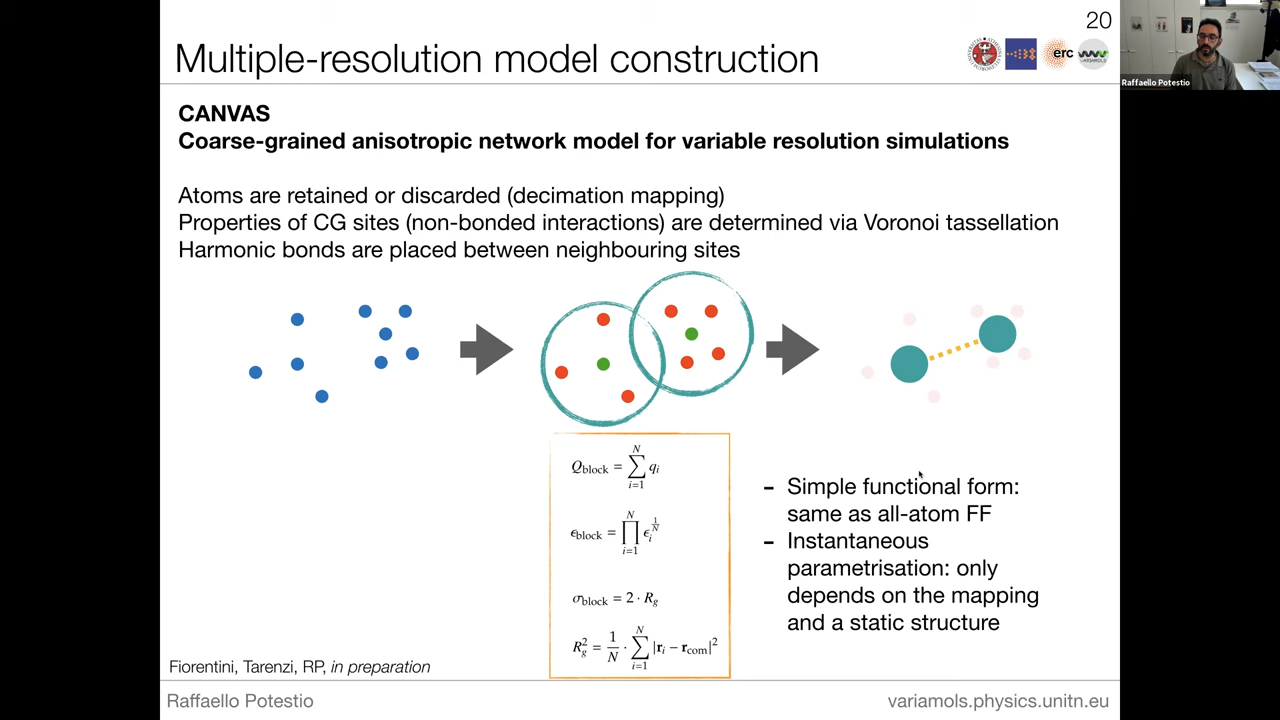 20
Multiple-resolution model construction
erc
Raffaello Potestio
CANVAS
Coarse-grained anisotropic network model for variable resolution simulations
Atoms are retained or discarded (decimation mapping)
Properties of CG sites (non-bonded interactions) are determined via Voronoi tassellation
Harmonic bonds are placed between neighbouring sites
Q_block = ∑_{i=1}^{N} q_i
ϵ_block = ∏_{i=1}^{N} ϵ_i^{1/N}
σ_block = 2 · R_g
R_g^2 = 1/N · ∑_{i=1}^{N} |r_i − r_com|^2
– Simple functional form:
same as all-atom FF
– Instantaneous
parametrisation: only
depends on the mapping
and a static structure
Fiorentini, Tarenzi, RP, in preparation
Raffaello Potestio
variamols.physics.unitn.eu